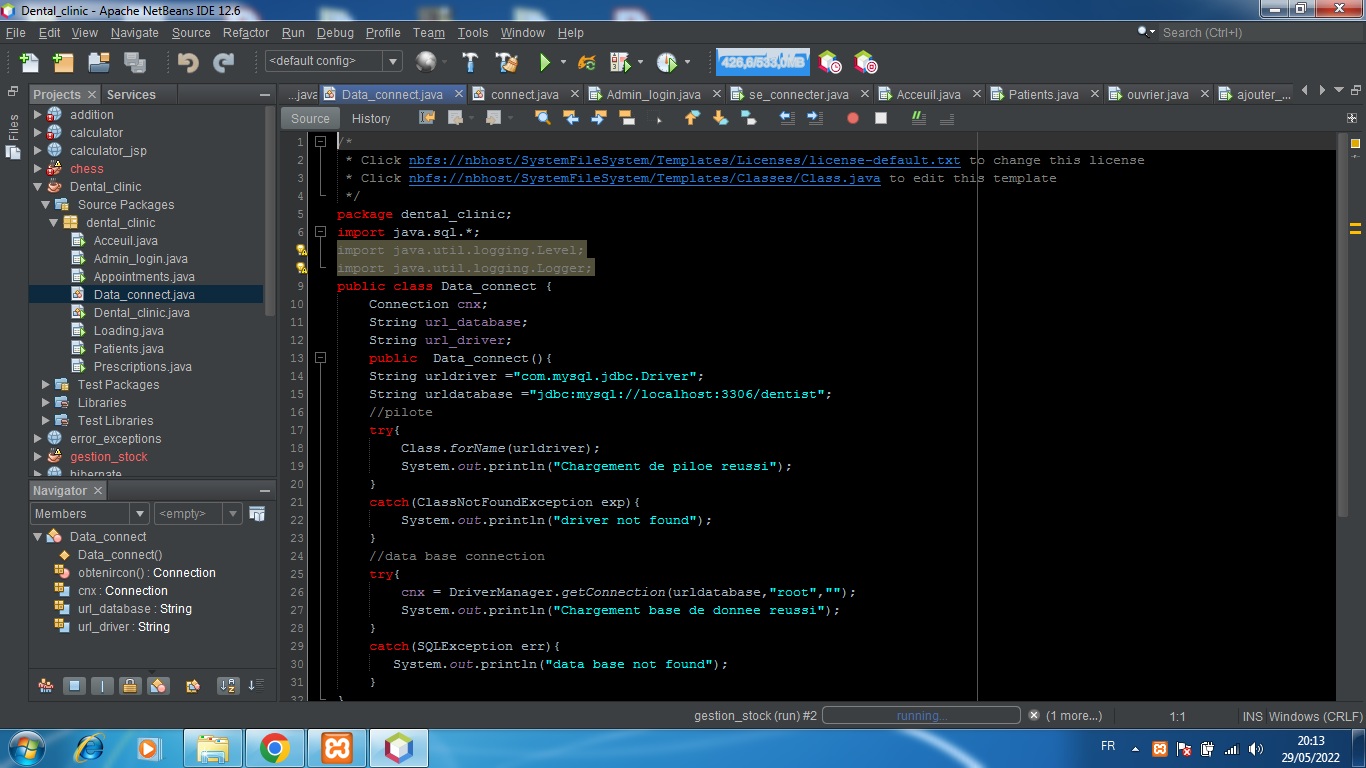 Dental_clinic - Apache NetBeans IDE 12.6
File Edit View Navigate Source Refactor Run Debug Profile Team Tools Window Help
Search (Ctrl+I)
<default config>
426,6/533,0MB
Files
Projects
Services
addition
calculator
calculator_jsp
chess
Dental_clinic
Source Packages
dental_clinic
Acceuil.java
Admin_login.java
Appointments.java
Data_connect.java
Dental_clinic.java
Loading.java
Patients.java
Prescriptions.java
Test Packages
Libraries
Test Libraries
error_exceptions
gestion_stock
hibernate
Navigator
Members
<empty>
Data_connect
Data_connect()
obtenircon() : Connection
cnx : Connection
url_database : String
url_driver : String
...java Data_connect.java connect.java Admin_login.java se_connecter.java Acceuil.java Patients.java ouvrier.java ajouter_...
Source History
1 /*
2 * Click nbfs://nbhost/SystemFileSystem/Templates/Licenses/license-default.txt to change this license
3 * Click nbfs://nbhost/SystemFileSystem/Templates/Classes/Class.java to edit this template
4 */
5 package dental_clinic;
6 import java.sql.*;
import java.util.logging.Level;
import java.util.logging.Logger;
9 public class Data_connect {
10 Connection cnx;
11 String url_database;
12 String url_driver;
13 public Data_connect(){
14 String urldriver ="com.mysql.jdbc.Driver";
15 String urldatabase ="jdbc:mysql://localhost:3306/dentist";
16 //pilote
17 try{
18 Class.forName(urldriver);
19 System.out.println("Chargement de piloe reussi");
20 }
21 catch(ClassNotFoundException exp){
22 System.out.println("driver not found");
23 }
24 //data base connection
25 try{
26 cnx = DriverManager.getConnection(urldatabase,"root","");
27 System.out.println("Chargement base de donnee reussi");
28 }
29 catch(SQLException err){
30 System.out.println("data base not found");
31 }
32 }
gestion_stock (run) #2 running... (1 more...) 1:1 INS Windows (CRLF)
FR
20:13
29/05/2022